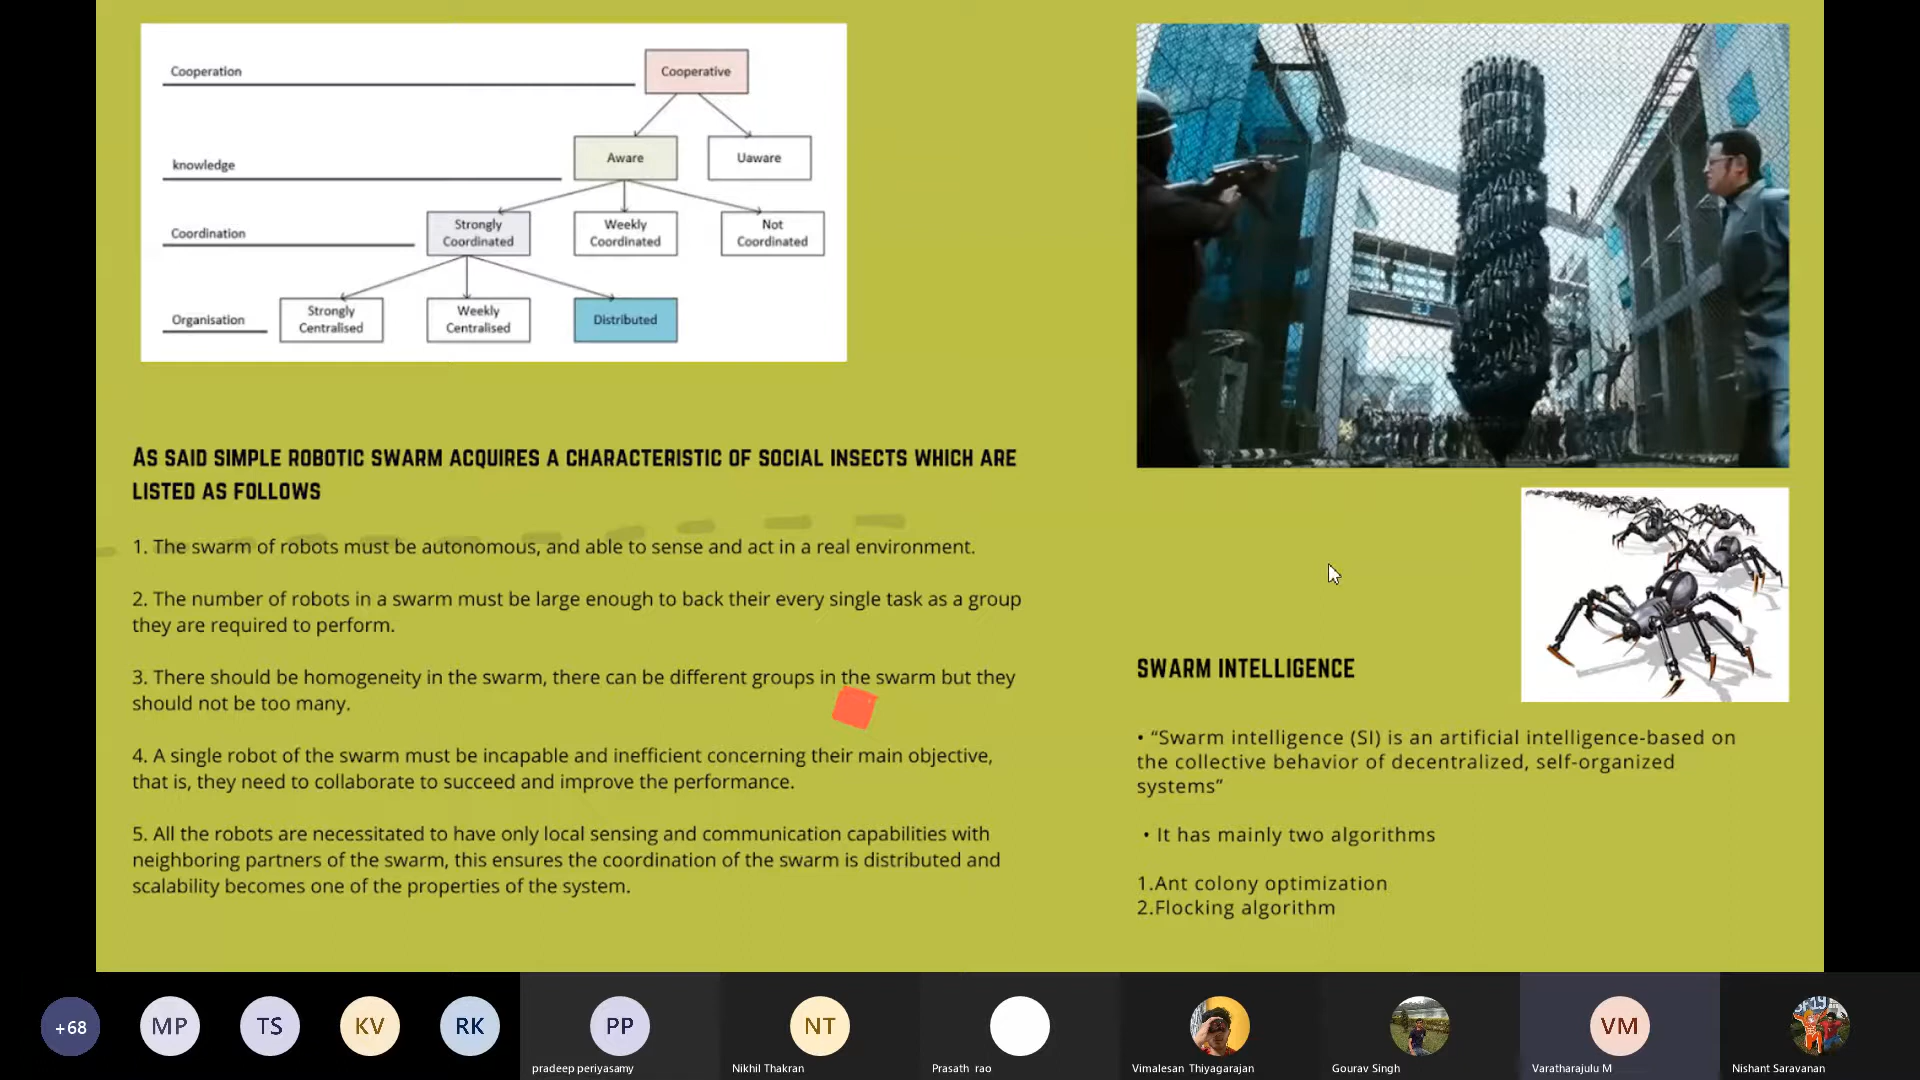 Cooperation
Cooperative
knowledge
Aware
Uaware
Coordination
Strongly
Coordinated
Weekly
Coordinated
Not
Coordinated
Organisation
Strongly
Centralised
Weekly
Centralised
Distributed
AS SAID SIMPLE ROBOTIC SWARM ACQUIRES A CHARACTERISTIC OF SOCIAL INSECTS WHICH ARE
LISTED AS FOLLOWS
1. The swarm of robots must be autonomous, and able to sense and act in a real environment.
2. The number of robots in a swarm must be large enough to back their every single task as a group
they are required to perform.
3. There should be homogeneity in the swarm, there can be different groups in the swarm but they
should not be too many.
4. A single robot of the swarm must be incapable and inefficient concerning their main objective,
that is, they need to collaborate to succeed and improve the performance.
5. All the robots are necessitated to have only local sensing and communication capabilities with
neighboring partners of the swarm, this ensures the coordination of the swarm is distributed and
scalability becomes one of the properties of the system.
SWARM INTELLIGENCE
• “Swarm intelligence (SI) is an artificial intelligence-based on
the collective behavior of decentralized, self-organized
systems”
• It has mainly two algorithms
1.Ant colony optimization
2.Flocking algorithm
+68
MP
TS
KV
RK
PP
pradeep periyasamy
NT
Nikhil Thakran
Prasath rao
Vimalesan Thiyagarajan
Gourav Singh
VM
Varatharajulu M
Nishant Saravanan